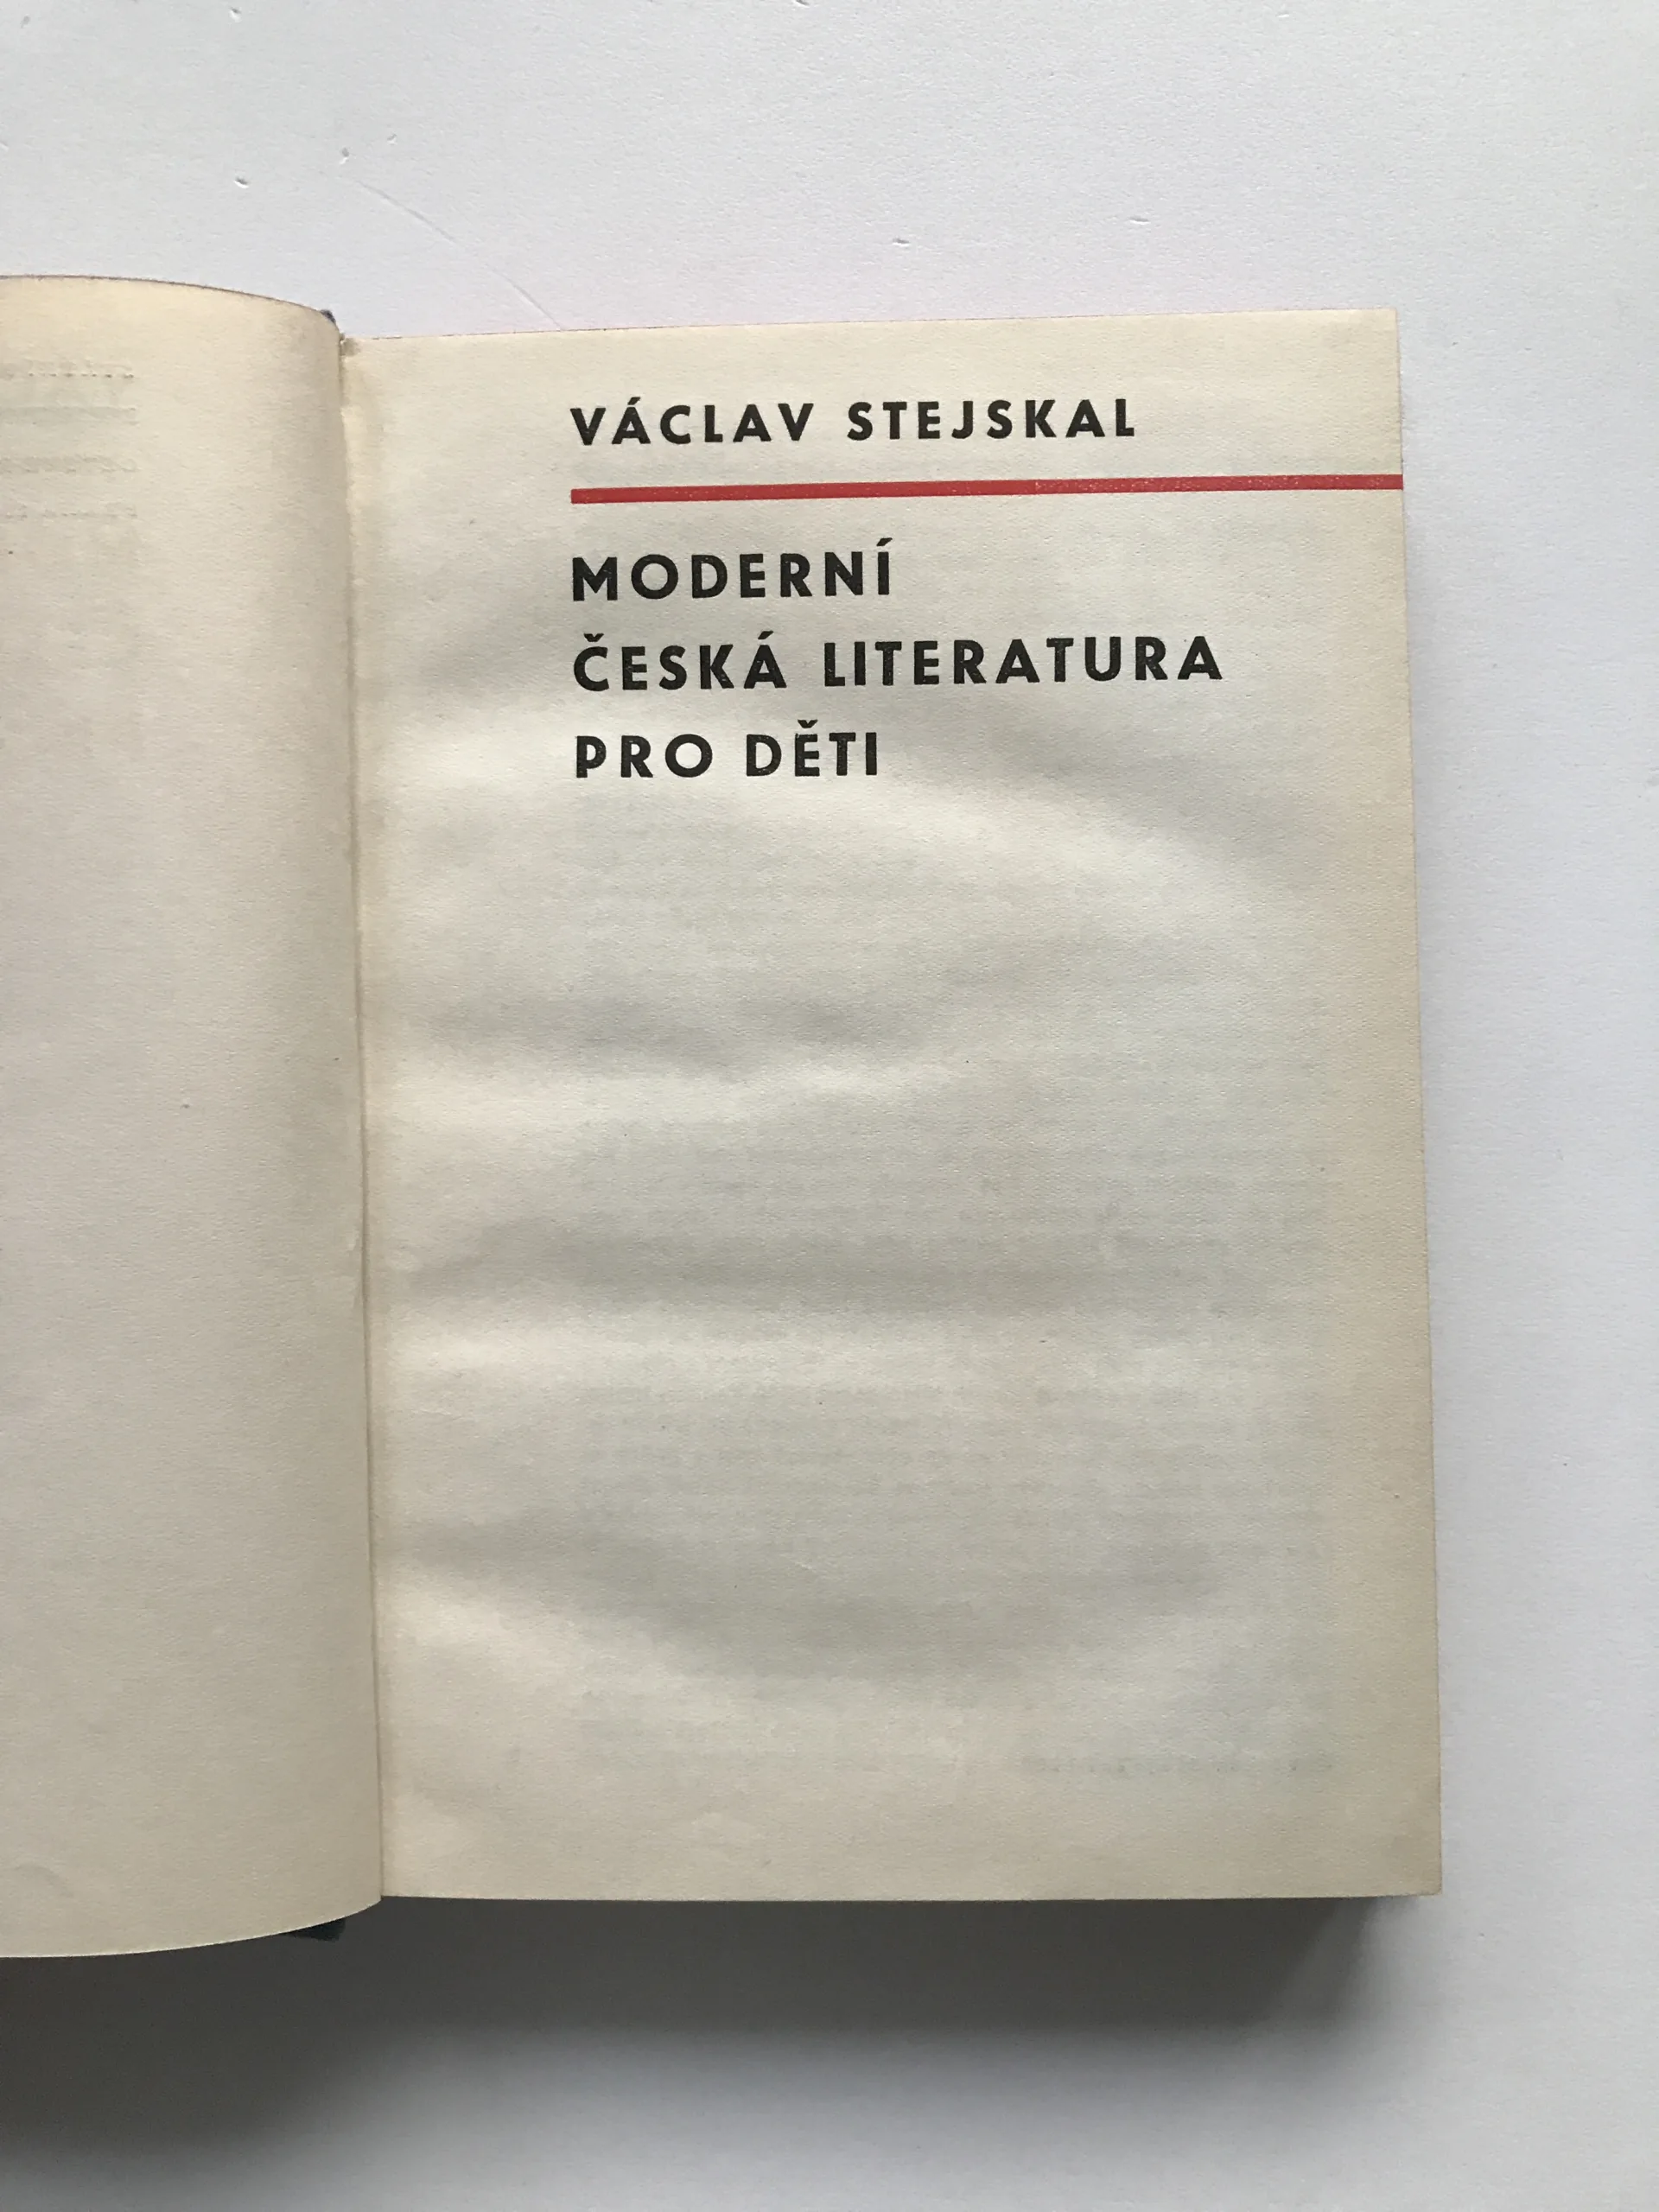 VÁCLAV STEJSKAL
MODERNÍ
ČESKÁ LITERATURA
PRO DĚTI